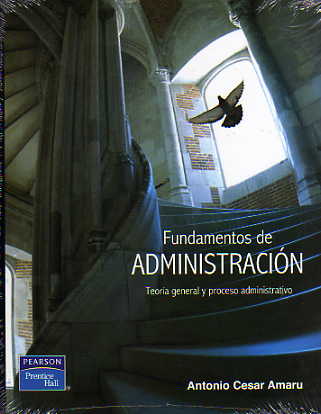 Fundamentos de
ADMINISTRACIÓN
Teoría general y proceso administrativo
PEARSON
Prentice
Hall
Antonio Cesar Amaru